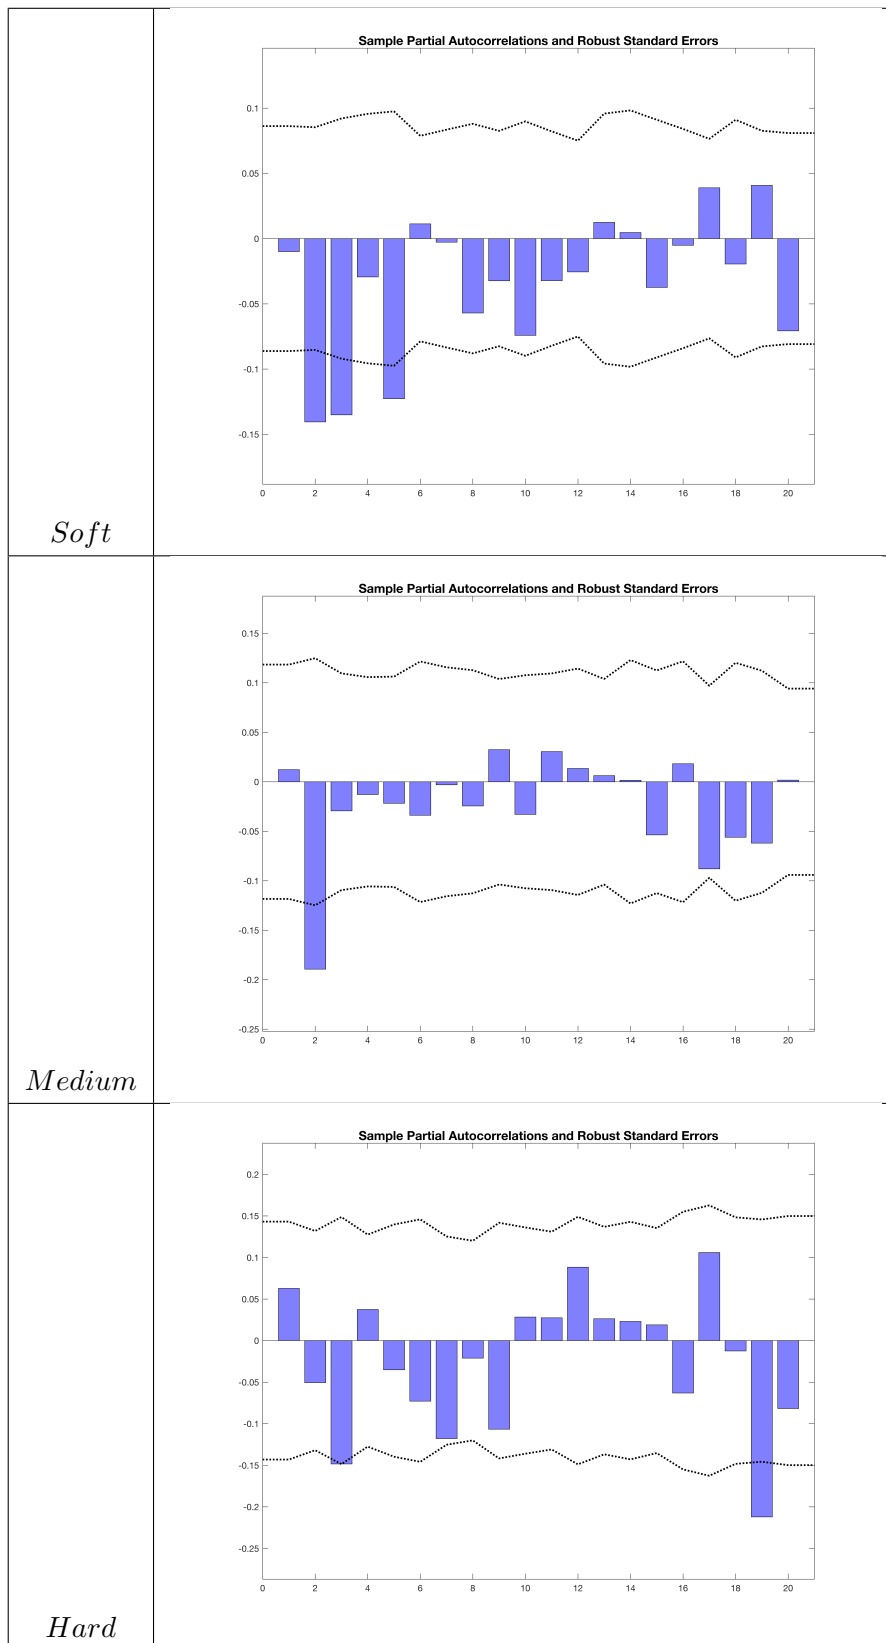 Sample Partial Autocorrelations and Robust Standard Errors
0.1
0.05
0
-0.05
-0.1
-0.15
0 2 4 6 8 10 12 14 16 18 20
Soft
Sample Partial Autocorrelations and Robust Standard Errors
0.15
0.1
0.05
0
-0.05
-0.1
-0.15
-0.2
-0.25
0 2 4 6 8 10 12 14 16 18 20
Medium
Sample Partial Autocorrelations and Robust Standard Errors
0.2
0.15
0.1
0.05
0
-0.05
-0.1
-0.15
-0.2
-0.25
0 2 4 6 8 10 12 14 16 18 20
Hard